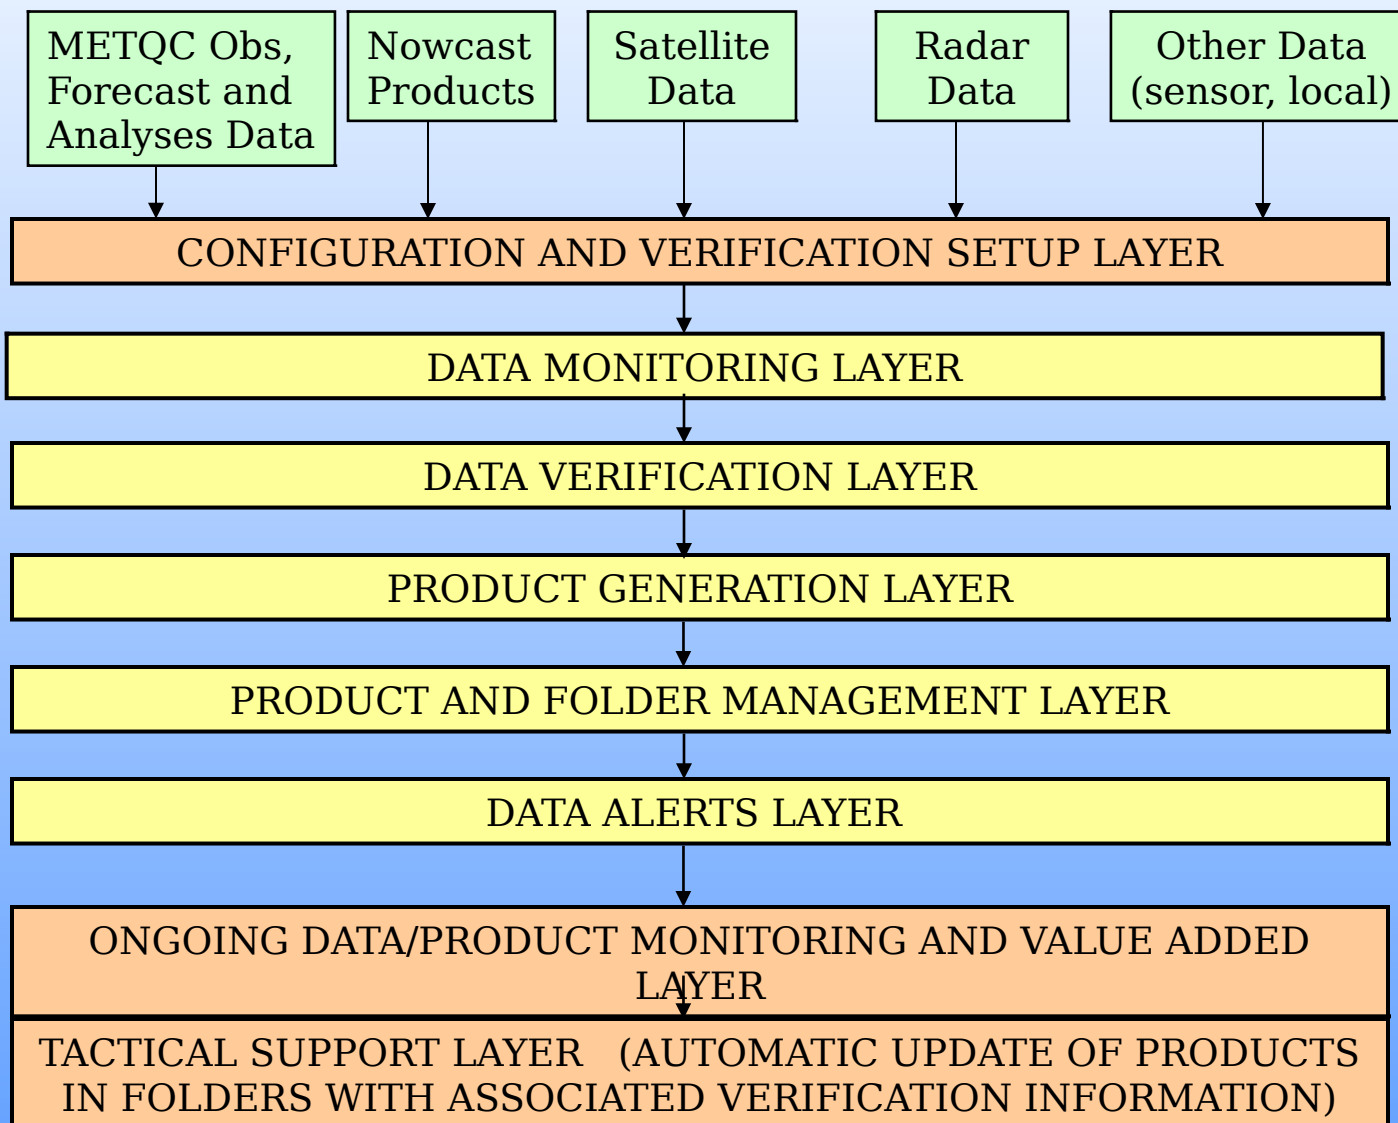 METQC Obs,
Forecast and
Analyses Data
Nowcast
Products
Satellite
Data
Radar
Data
Other Data
(sensor, local)
CONFIGURATION AND VERIFICATION SETUP LAYER
DATA MONITORING LAYER
DATA VERIFICATION LAYER
PRODUCT GENERATION LAYER
PRODUCT AND FOLDER MANAGEMENT LAYER
DATA ALERTS LAYER
ONGOING DATA/PRODUCT MONITORING AND VALUE ADDED
LAYER
TACTICAL SUPPORT LAYER (AUTOMATIC UPDATE OF PRODUCTS
IN FOLDERS WITH ASSOCIATED VERIFICATION INFORMATION)